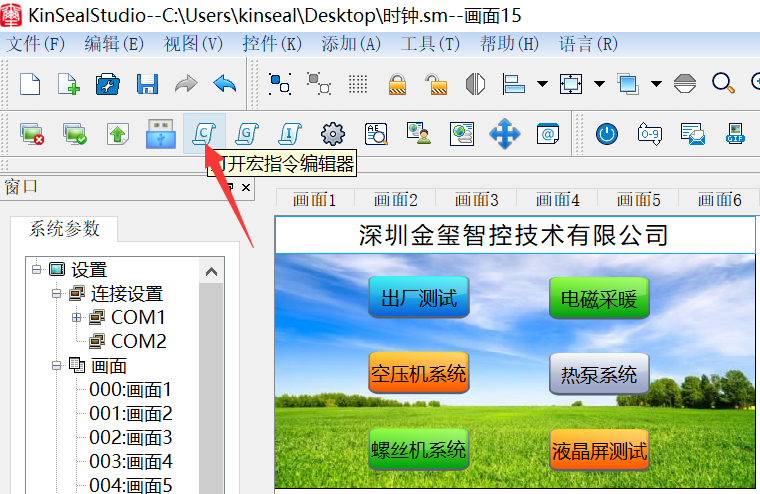 KinSealStudio--C:\Users\kinseal\Desktop\时钟.sm--画面15
文件(F) 编辑(E) 视图(V) 控件(K) 添加(A) 工具(T) 帮助(H) 语言(R)
C G I 0-9 GIF
打开宏指令编辑器
窗口
画面1 画面2 画面3 画面4 画面5 画面6
系统参数
深圳金玺智控技术有限公司
设置
连接设置
COM1
COM2
画面
000:画面1
001:画面2
002:画面3
003:画面4
004:画面5
出厂测试 电磁采暖
空压机系统 热泵系统
螺丝机系统 液晶屏测试